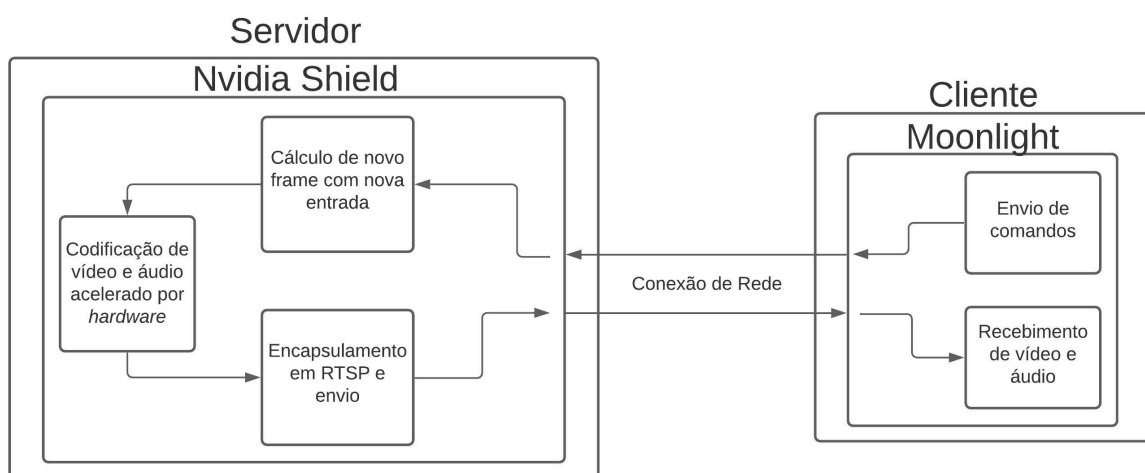 Servidor
Nvidia Shield
Cálculo de novo
frame com nova
entrada
Codificação de
vídeo e áudio
acelerado por
hardware
Encapsulamento
em RTSP e
envio
Conexão de Rede
Cliente
Moonlight
Envio de
comandos
Recebimento
de vídeo e
áudio